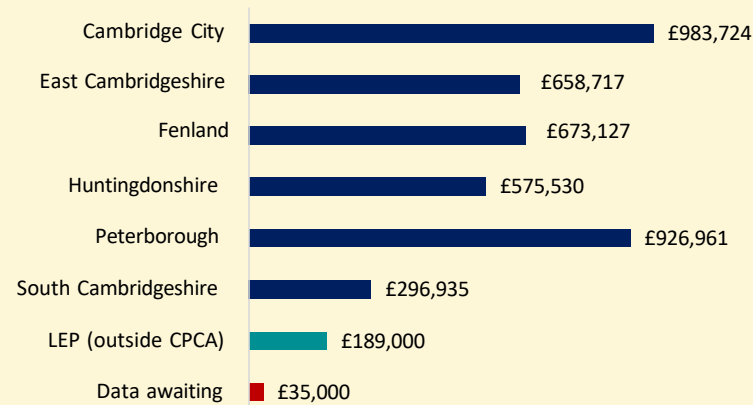 Cambridge City £983,724
East Cambridgeshire £658,717
Fenland £673,127
Huntingdonshire £575,530
Peterborough £926,961
South Cambridgeshire £296,935
LEP (outside CPCA) £189,000
Data awaiting £35,000